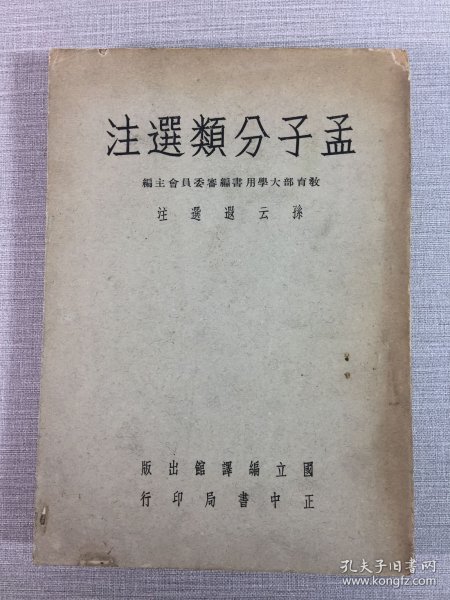 孟子分類選注
教育部大學用書編審委員會主編
孫云遐選注
國立編譯館出版
正中書局印行
孔夫子旧书网
www.kongfz.com